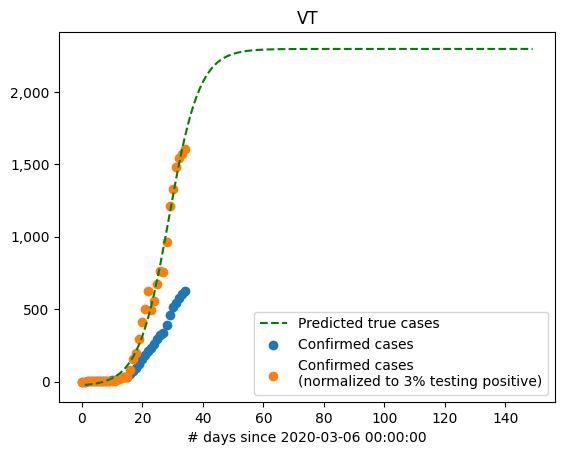 VT
2,000
1,500
1,000
500
0
Predicted true cases
Confirmed cases
Confirmed cases
(normalized to 3% testing positive)
0 20 40 60 80 100 120 140
# days since 2020-03-06 00:00:00